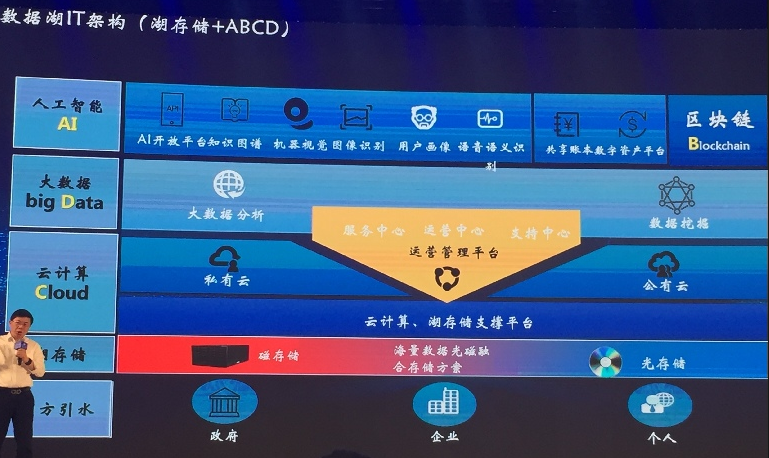 数据湖IT架构（湖存储+ABCD）
人工智能
AI
API
AI开放平台 知识图谱 机器视觉 图像识别 用户画像 语音语义识
别
共享账本 数字资产平台
区块链
Blockchain
大数据
big Data
大数据分析
数据挖掘
服务中心 运营中心 支持中心
运营管理平台
云计算
Cloud
私有云
公有云
云计算、湖存储支撑平台
存储
磁存储
海量数据光磁融
合存储方案
光存储
方引水
政府
企业
个人